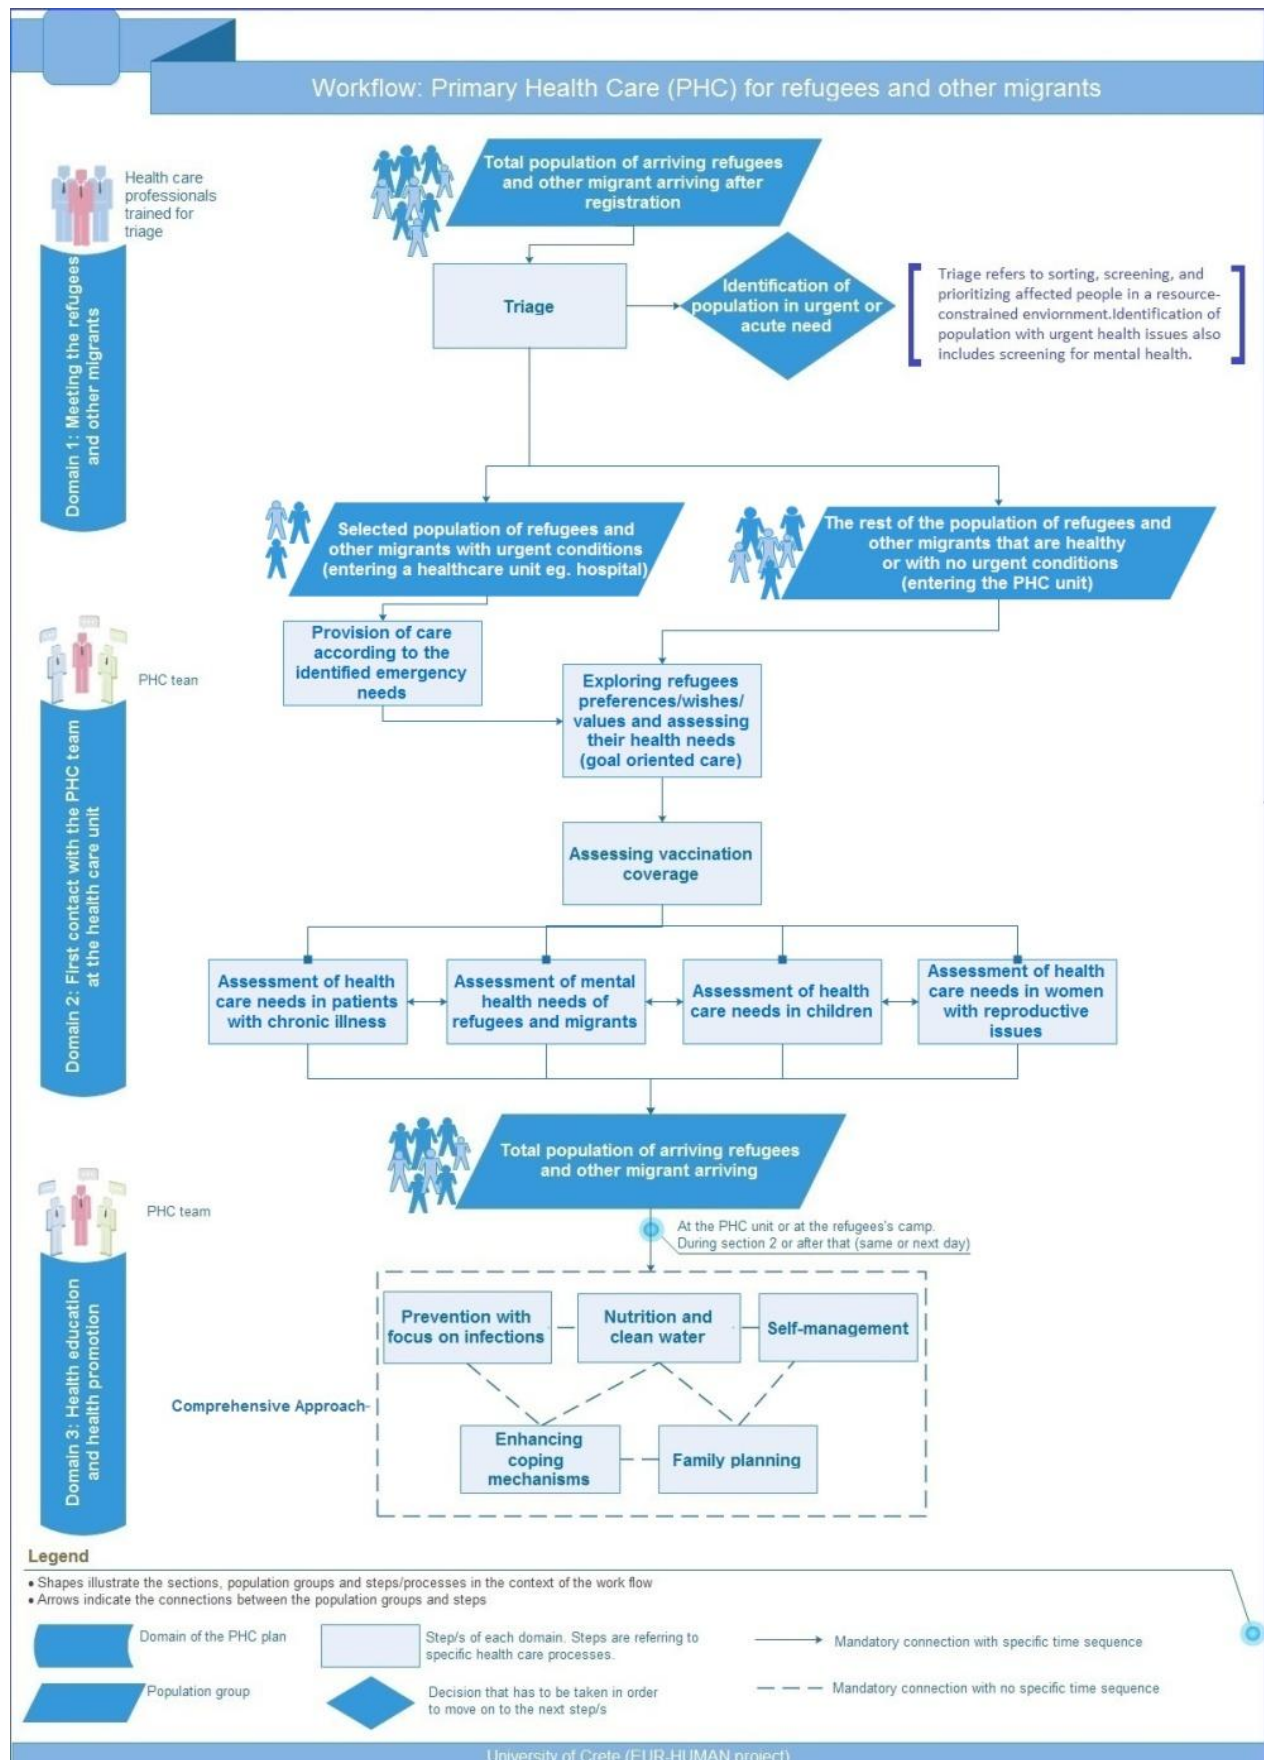 Workflow: Primary Health Care (PHC) for refugees and other migrants
Health care
professionals
trained for
triage
Domain 1: Meeting the refugees
and other migrants
Total population of arriving refugees
and other migrant arriving after
registration
Triage
Identification of
population in urgent or
acute need
Triage refers to sorting, screening, and
prioritizing affected people in a resource-
constrained enviornment.Identification of
population with urgent health issues also
includes screening for mental health.
Selected population of refugees and
other migrants with urgent conditions
(entering a healthcare unit eg. hospital)
The rest of the population of refugees and
other migrants that are healthy
or with no urgent conditions
(entering the PHC unit)
PHC tean
Domain 2: First contact with the PHC team
at the health care unit
Provision of care
according to the
identified emergency
needs
Exploring refugees
preferences/wishes/
values and assessing
their health needs
(goal oriented care)
Assessing vaccination
coverage
Assessment of health
care needs in patients
with chronic illness
Assessment of mental
health needs of
refugees and migrants
Assessment of health
care needs in children
Assessment of health
care needs in women
with reproductive
issues
Total population of arriving refugees
and other migrant arriving
PHC team
Domain 3: Health education
and health promotion
At the PHC unit or at the refugees's camp.
During section 2 or after that (same or next day)
Prevention with
focus on infections
Nutrition and
clean water
Self-management
Comprehensive Approach
Enhancing
coping
mechanisms
Family planning
Legend
• Shapes illustrate the sections, population groups and steps/processes in the context of the work flow
• Arrows indicate the connections between the population groups and steps
Domain of the PHC plan
Step/s of each domain. Steps are referring to
specific health care processes.
Mandatory connection with specific time sequence
Population group
Decision that has to be taken in order
to move on to the next step/s
Mandatory connection with no specific time sequence
University of Crete (EUR-HUMAN project)